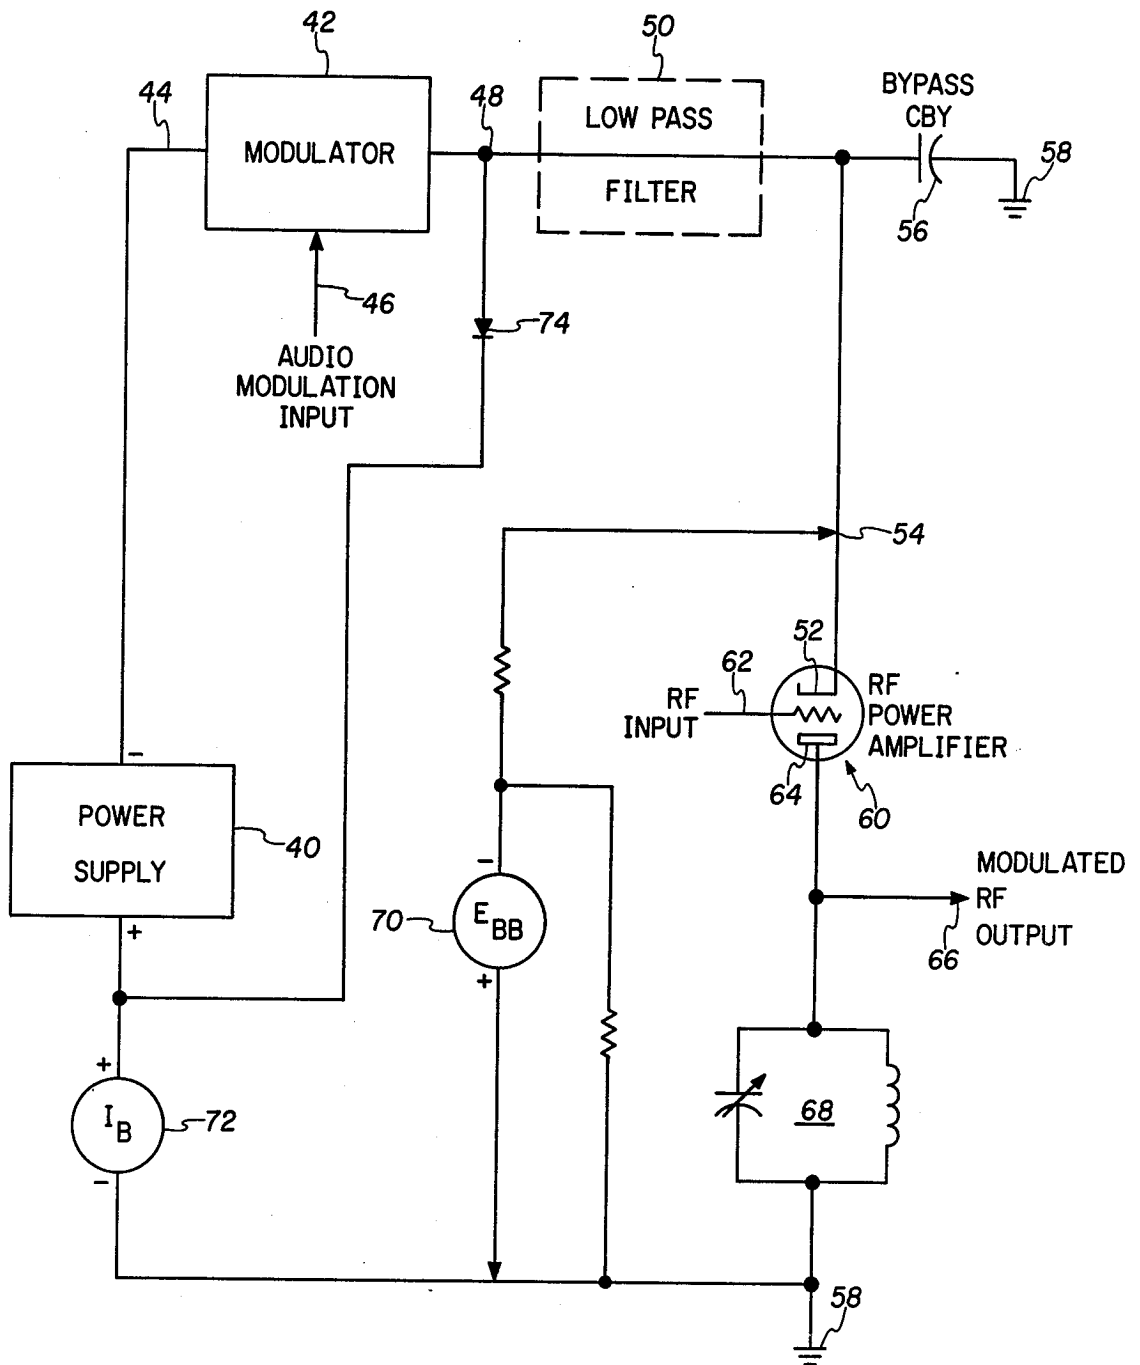 42
50
44
48
BYPASS
CBY
LOW PASS
MODULATOR
58
FILTER
56
46
74
AUDIO
MODULATION
INPUT
54
52
62
RF
RF
INPUT
POWER
AMPLIFIER
-
64
60
POWER
40
SUPPLY
MODULATED
-
RF
70
EBB
66
OUTPUT
+
+
+
68
IB
72
-
58